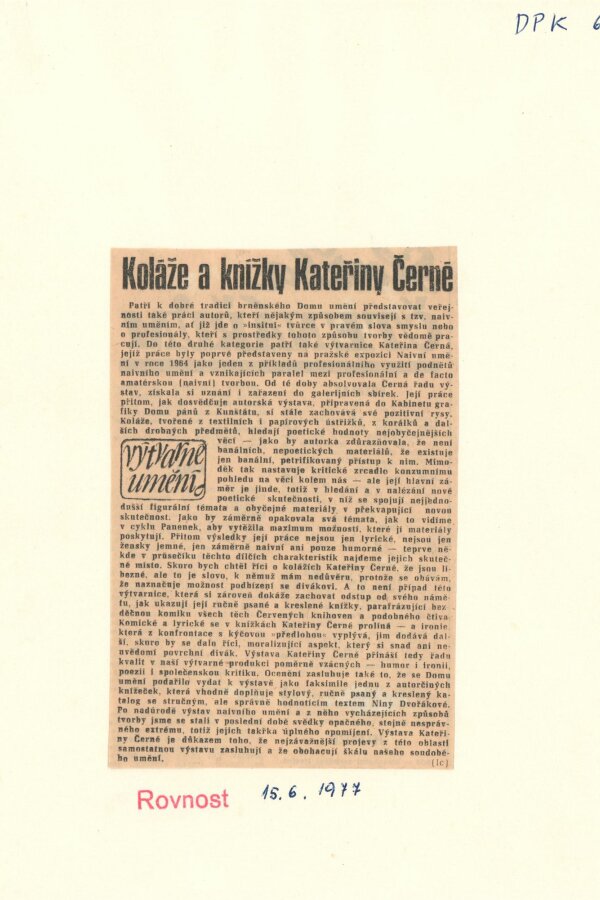 DPK 6
Koláže a knížky Kateřiny Černé
Patří k dobré tradici brněnského Domu umění představovat veřej-
nosti také práci autorů, kteří nějakým způsobem souvisejí s tzv. naiv-
ním uměním, ať již jde o »insitní« tvůrce v pravém slova smyslu nebo
o profesionály, kteří s prostředky tohoto způsobu tvorby vědomě pra-
cují. Do této druhé kategorie patří také výtvarnice Kateřina Černá,
jejíž práce byly poprvé představeny na pražské expozici Naivní umě-
ní v roce 1964 jako jeden z příkladů profesionálního využití podnětů
naivního umění a vznikajících paralel mezi profesionální a de facto
amatérskou (naivní) tvorbou. Od té doby absolvovala Černá řadu vý-
stav, získala si uznání i zařazení do galerijních sbírek. Její práce
přitom, jak dosvědčuje autorská výstava, připravená do Kabinetu gra-
fiky Domu pánů z Kunštátu, si stále zachovává své pozitivní rysy.
Koláže, tvořené z textilních i papírových ústřižků, z korálků a dal-
ších drobných předmětů, hledají poetické hodnoty nejobyčejnějších
věcí — jako by autorka zdůrazňovala, že není
banálních, nepoetických materiálů, že existuje
jen banální, petrifikovaný přístup k nim. Mimo-
děk tak nastavuje kritické zrcadlo konzumnímu
pohledu na věci kolem nás — ale její hlavní zá-
měr je jinde, totiž v hledání a v nalézání nové
poetické skutečnosti, v níž se spojují nejjedno-
výtvarné
umění
dušší figurální témata a obyčejné materiály v překvapující novou
skutečnost. Jako by záměrně opakovala svá témata, jak to vidíme
v cyklu Panenek, aby vytěžila maximum možností, které jí materiály
poskytují. Přitom výsledky její práce nejsou jen lyrické, nejsou jen
žensky jemné, jen záměrně naivní ani pouze humorné — teprve ně-
kde v průsečíku těchto dílčích charakteristik najdeme jejich skuteč-
né místo. Skoro bych chtěl říci o kolážích Kateřiny Černé, že jsou lí-
bezné, ale to je slovo, k němuž mám nedůvěru, protože se obávám,
že naznačuje možnost podbízení se divákovi. A to není případ této
výtvarnice, která si zároveň dokáže zachovat odstup od svého námě-
tu, jak ukazují její ručně psané a kreslené knížky, parafrázující bez-
děčnou komiku všech těch Červených knihoven a podobného čtiva.
Komické a lyrické se v knížkách Kateřiny Černé prolíná — a ironie,
která z konfrontace s kýčovou »předlohou« vyplývá, jim dodává dal-
ší, skoro by se dalo říci, moralizující aspekt, který si snad ani ne-
uvědomí povrchní divák. Výstava Kateřiny Černé přináší tedy řadu
kvalit v naší výtvarné produkci poměrně vzácných — humor i ironii,
poezii i společenskou kritiku. Ocenění zasluhuje také to, že se Domu
umění podařilo vydat k výstavě jako faksimile jednu z autorčiných
knížeček, která vhodně doplňuje stylový, ručně psaný a kreslený ka-
talog se stručným, ale správně hodnotícím textem Niny Dvořákové.
Po nadúrodě výstav naivního umění a z něho vycházejících způsobů
tvorby jsme se stali v poslední době svědky opačného, stejně nespráv-
ného extrému, totiž jejich takřka úplného opomíjení. Výstava Kateři-
ny Černé je důkazem toho, že nejzávažnější projevy z této oblasti
samostatnou výstavu zasluhují a že obohacují škálu našeho soudobé-
ho umění.
(lc)
Rovnost
15. 6. 1977